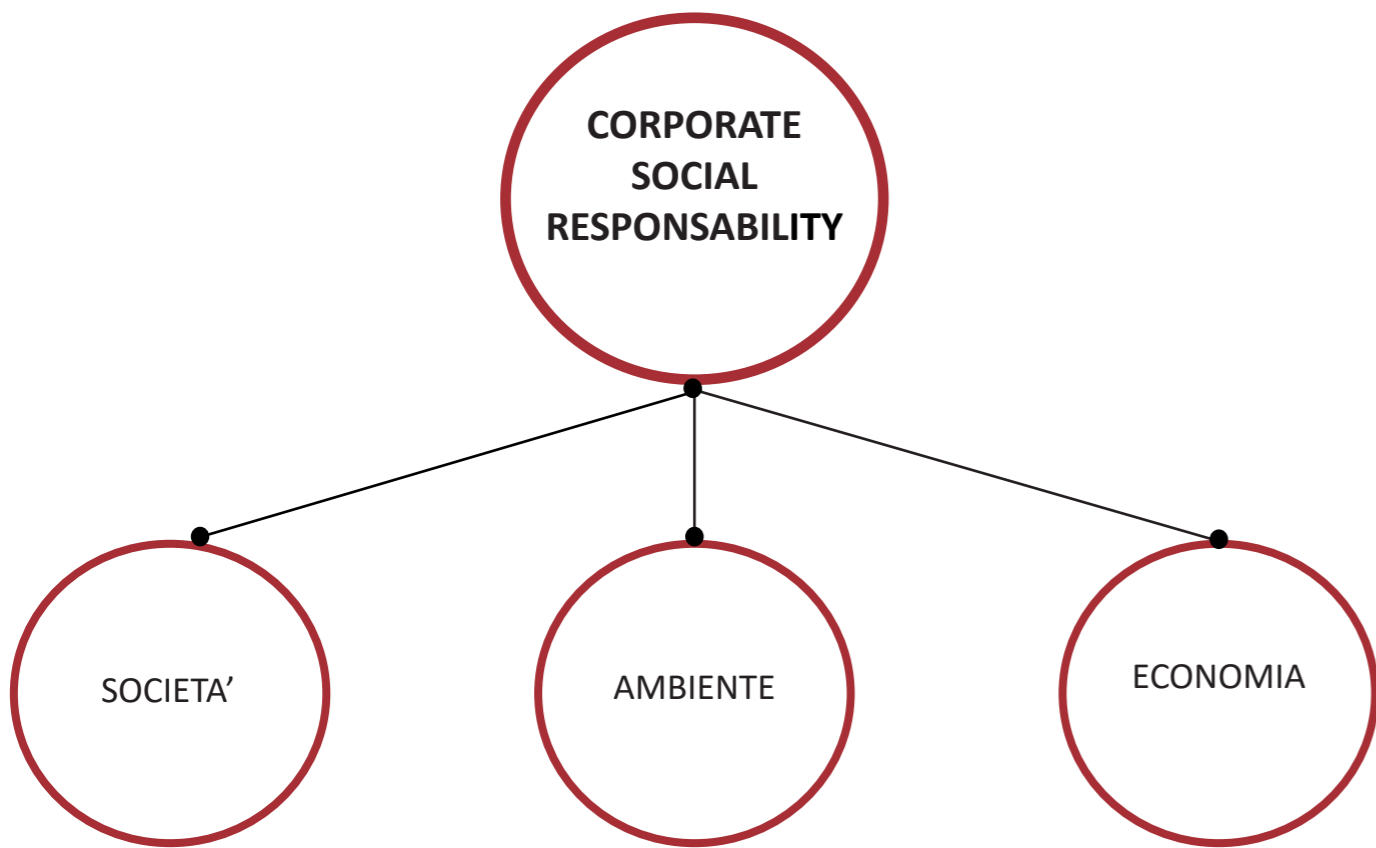 CORPORATE
SOCIAL
RESPONSABILITY
SOCIETA’
AMBIENTE
ECONOMIA